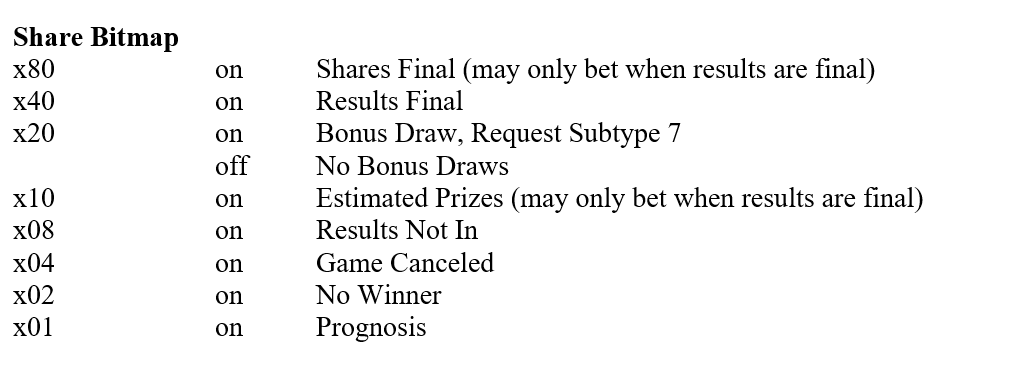 Share Bitmap
x80 on Shares Final (may only bet when results are final)
x40 on Results Final
x20 on Bonus Draw, Request Subtype 7
off No Bonus Draws
x10 on Estimated Prizes (may only bet when results are final)
x08 on Results Not In
x04 on Game Canceled
x02 on No Winner
x01 on Prognosis